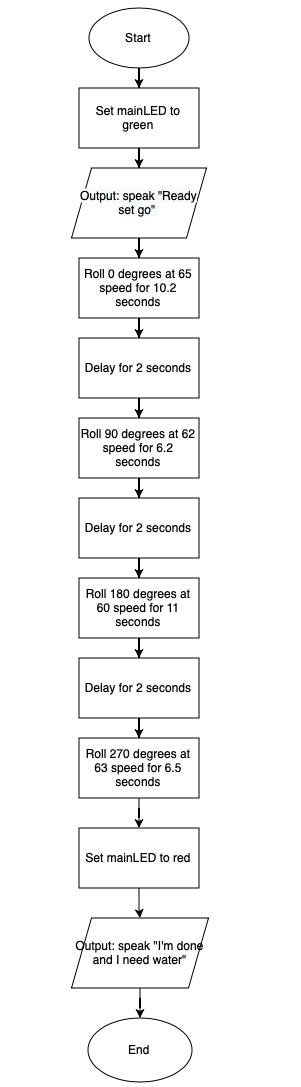 Start
Set mainLED to
green
Output: speak "Ready
set go"
Roll 0 degrees at 65
speed for 10.2
seconds
Delay for 2 seconds
Roll 90 degrees at 62
speed for 6.2
seconds
Delay for 2 seconds
Roll 180 degrees at
60 speed for 11
seconds
Delay for 2 seconds
Roll 270 degrees at
63 speed for 6.5
seconds
Set mainLED to red
Output: speak "I'm done
and I need water"
End